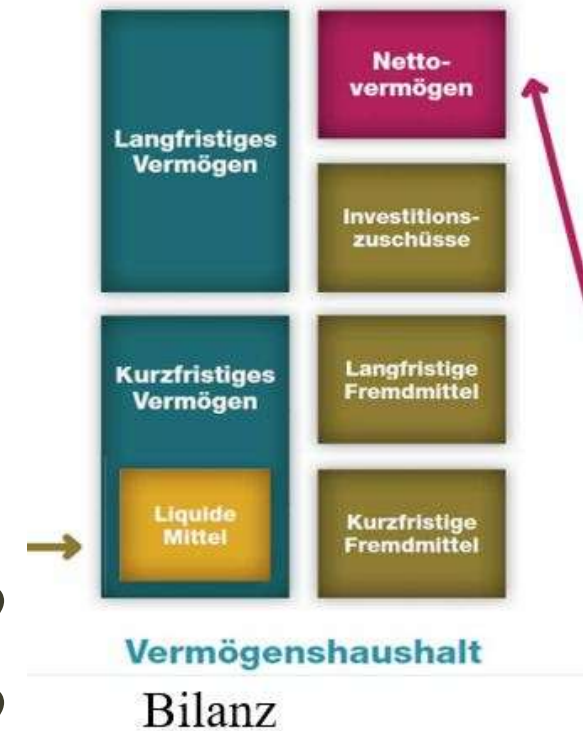 Langfristiges
Vermögen
Kurzfristiges
Vermögen
Liquide
Mittel
Netto-
vermögen
Investitions-
zuschüsse
Langfristige
Fremdmittel
Kurzfristige
Fremdmittel
Vermögenshaushalt
Bilanz